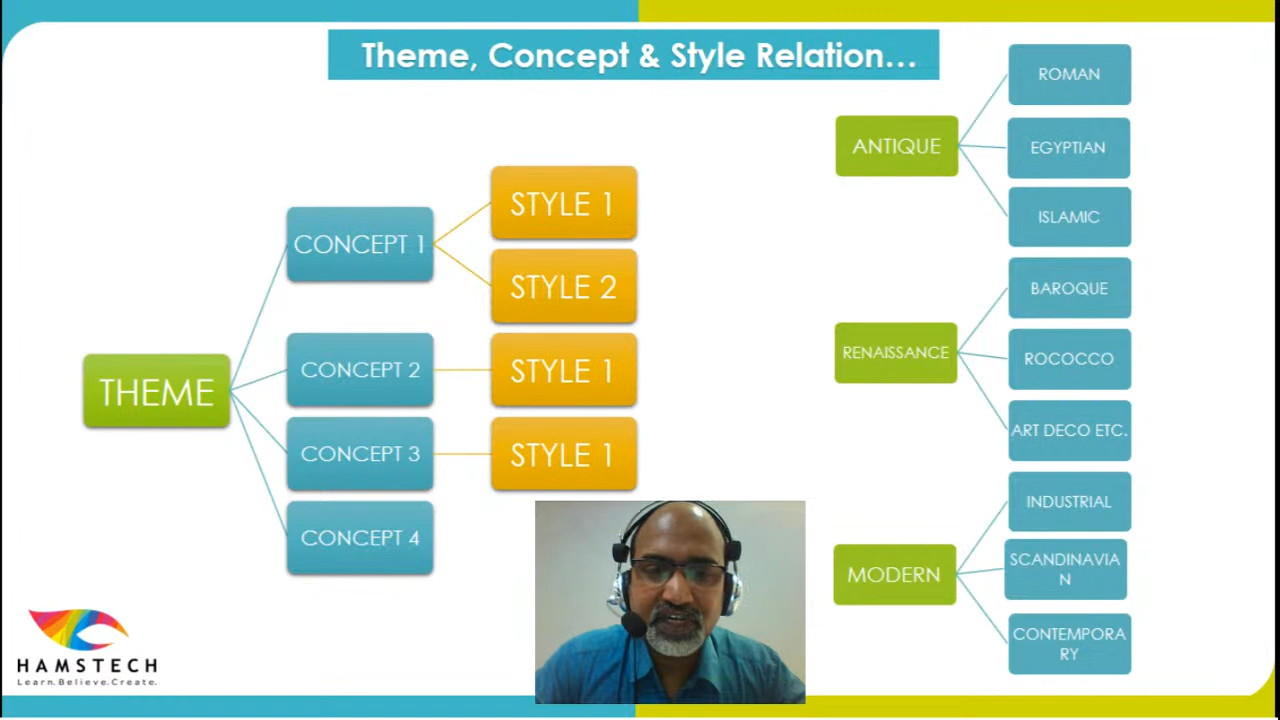 Theme, Concept & Style Relation...
THEME
CONCEPT 1
STYLE 1
STYLE 2
CONCEPT 2
STYLE 1
CONCEPT 3
STYLE 1
CONCEPT 4
ANTIQUE
ROMAN
EGYPTIAN
ISLAMIC
RENAISSANCE
BAROQUE
ROCOCCO
ART DECO ETC.
MODERN
INDUSTRIAL
SCANDINAVIA
N
CONTEMPORA
RY
HAMSTECH
Learn.Believe.Create.